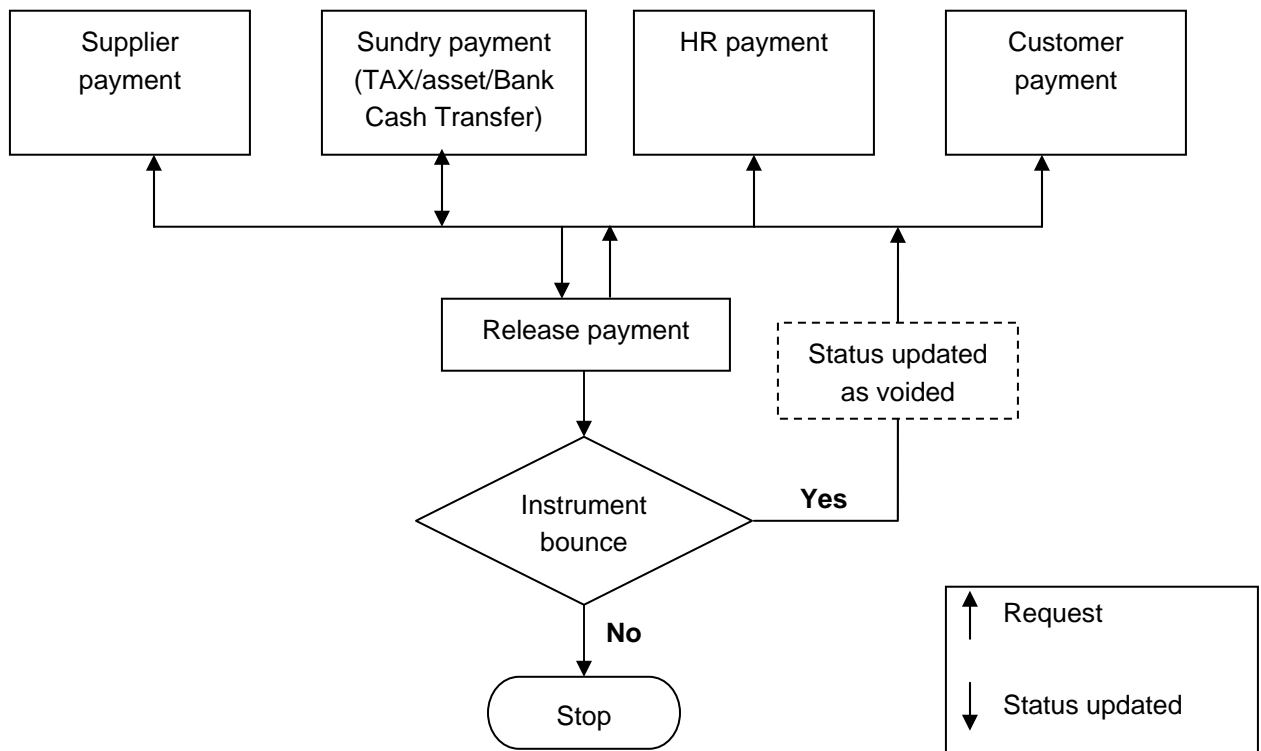 Supplier
payment
Sundry payment
(TAX/asset/Bank
Cash Transfer)
HR payment
Customer
payment
Release payment
Status updated
as voided
Instrument
bounce
Yes
No
Stop
Request
Status updated